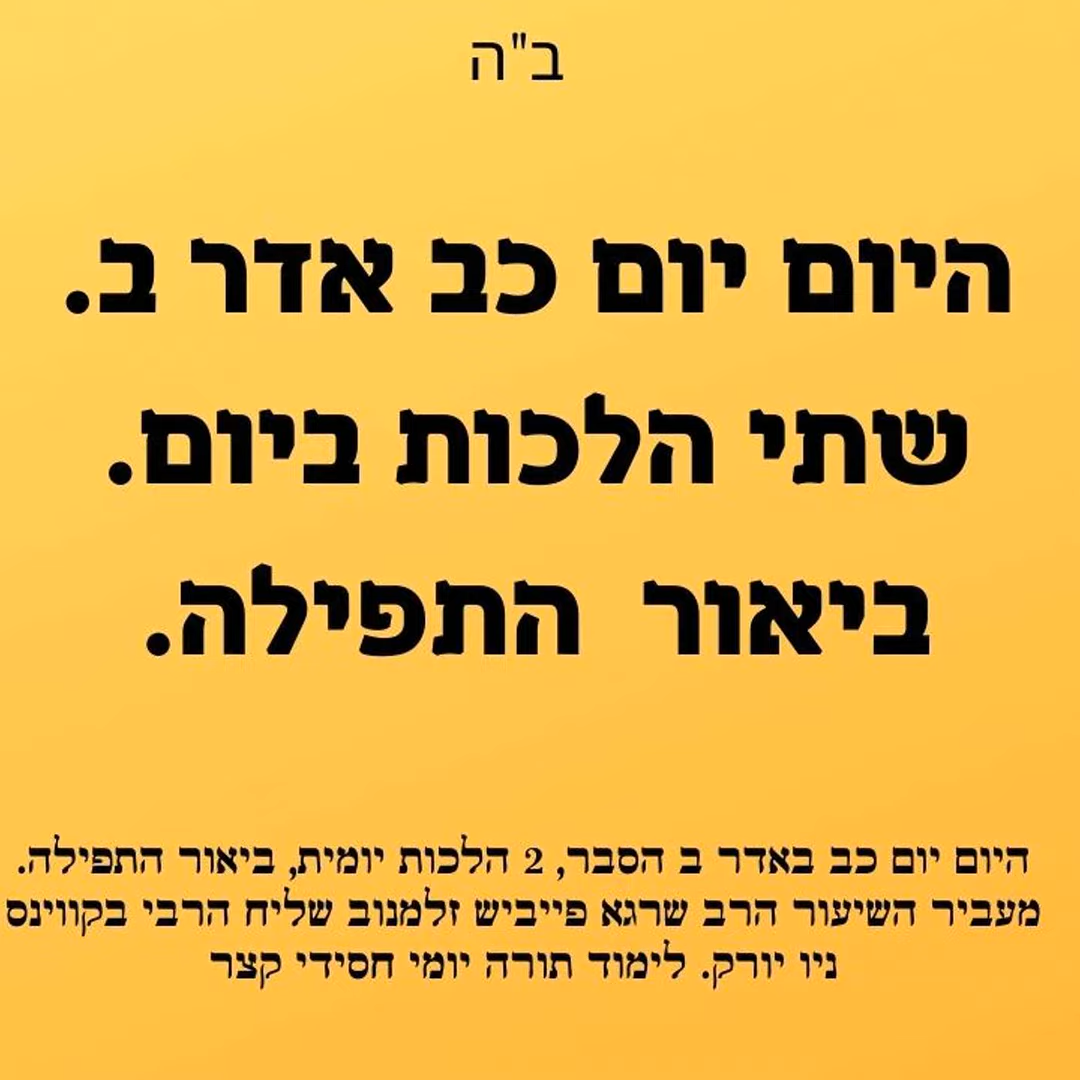 ב"ה
היום יום כב אדר ב.
שתי הלכות ביום.
ביאור התפילה.
היום יום כב באדר ב הסבר, 2 הלכות יומית, ביאור התפילה.
מעביר השיעור הרב שרגא פייביש זלמנוב שליח הרבי בקווינס
ניו יורק. לימוד תורה יומי חסידי קצר